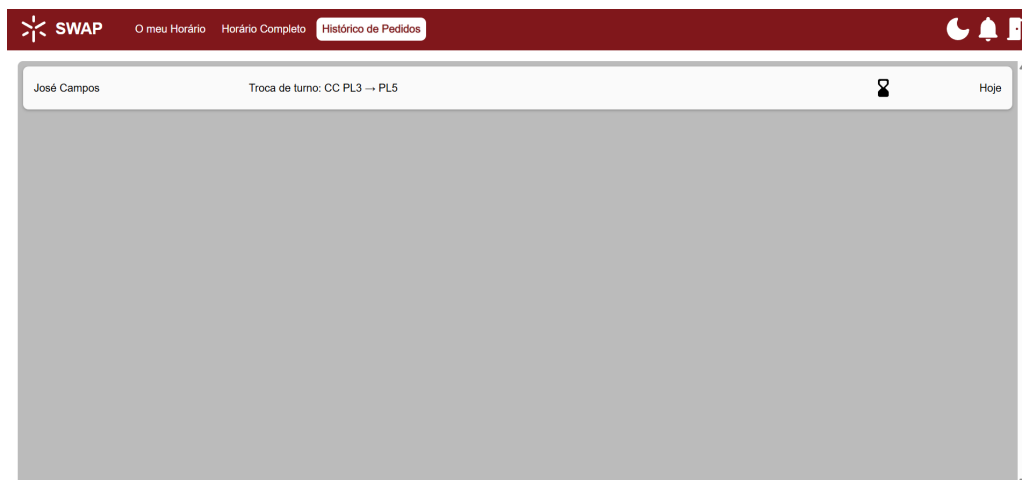 SWAP O meu Horário Horário Completo Histórico de Pedidos
José Campos Troca de turno: CC PL3 → PL5 Hoje